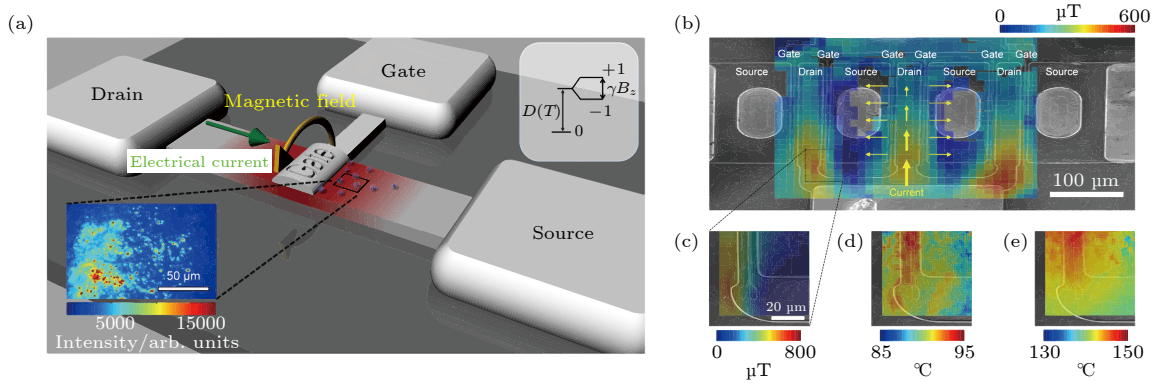 (a)
Drain
Gate
Magnetic field
Electrical current
Source
+1
γBz
−1
D(T)
0
50 µm
5000 15000
Intensity/arb. units
(b)
µT
0 600
Gate Gate Gate Gate Gate
Source Drain Source Drain Source Drain Source
Current
100 µm
(c)
20 µm
0 800
µT
(d)
85 95
℃
(e)
130 150
℃